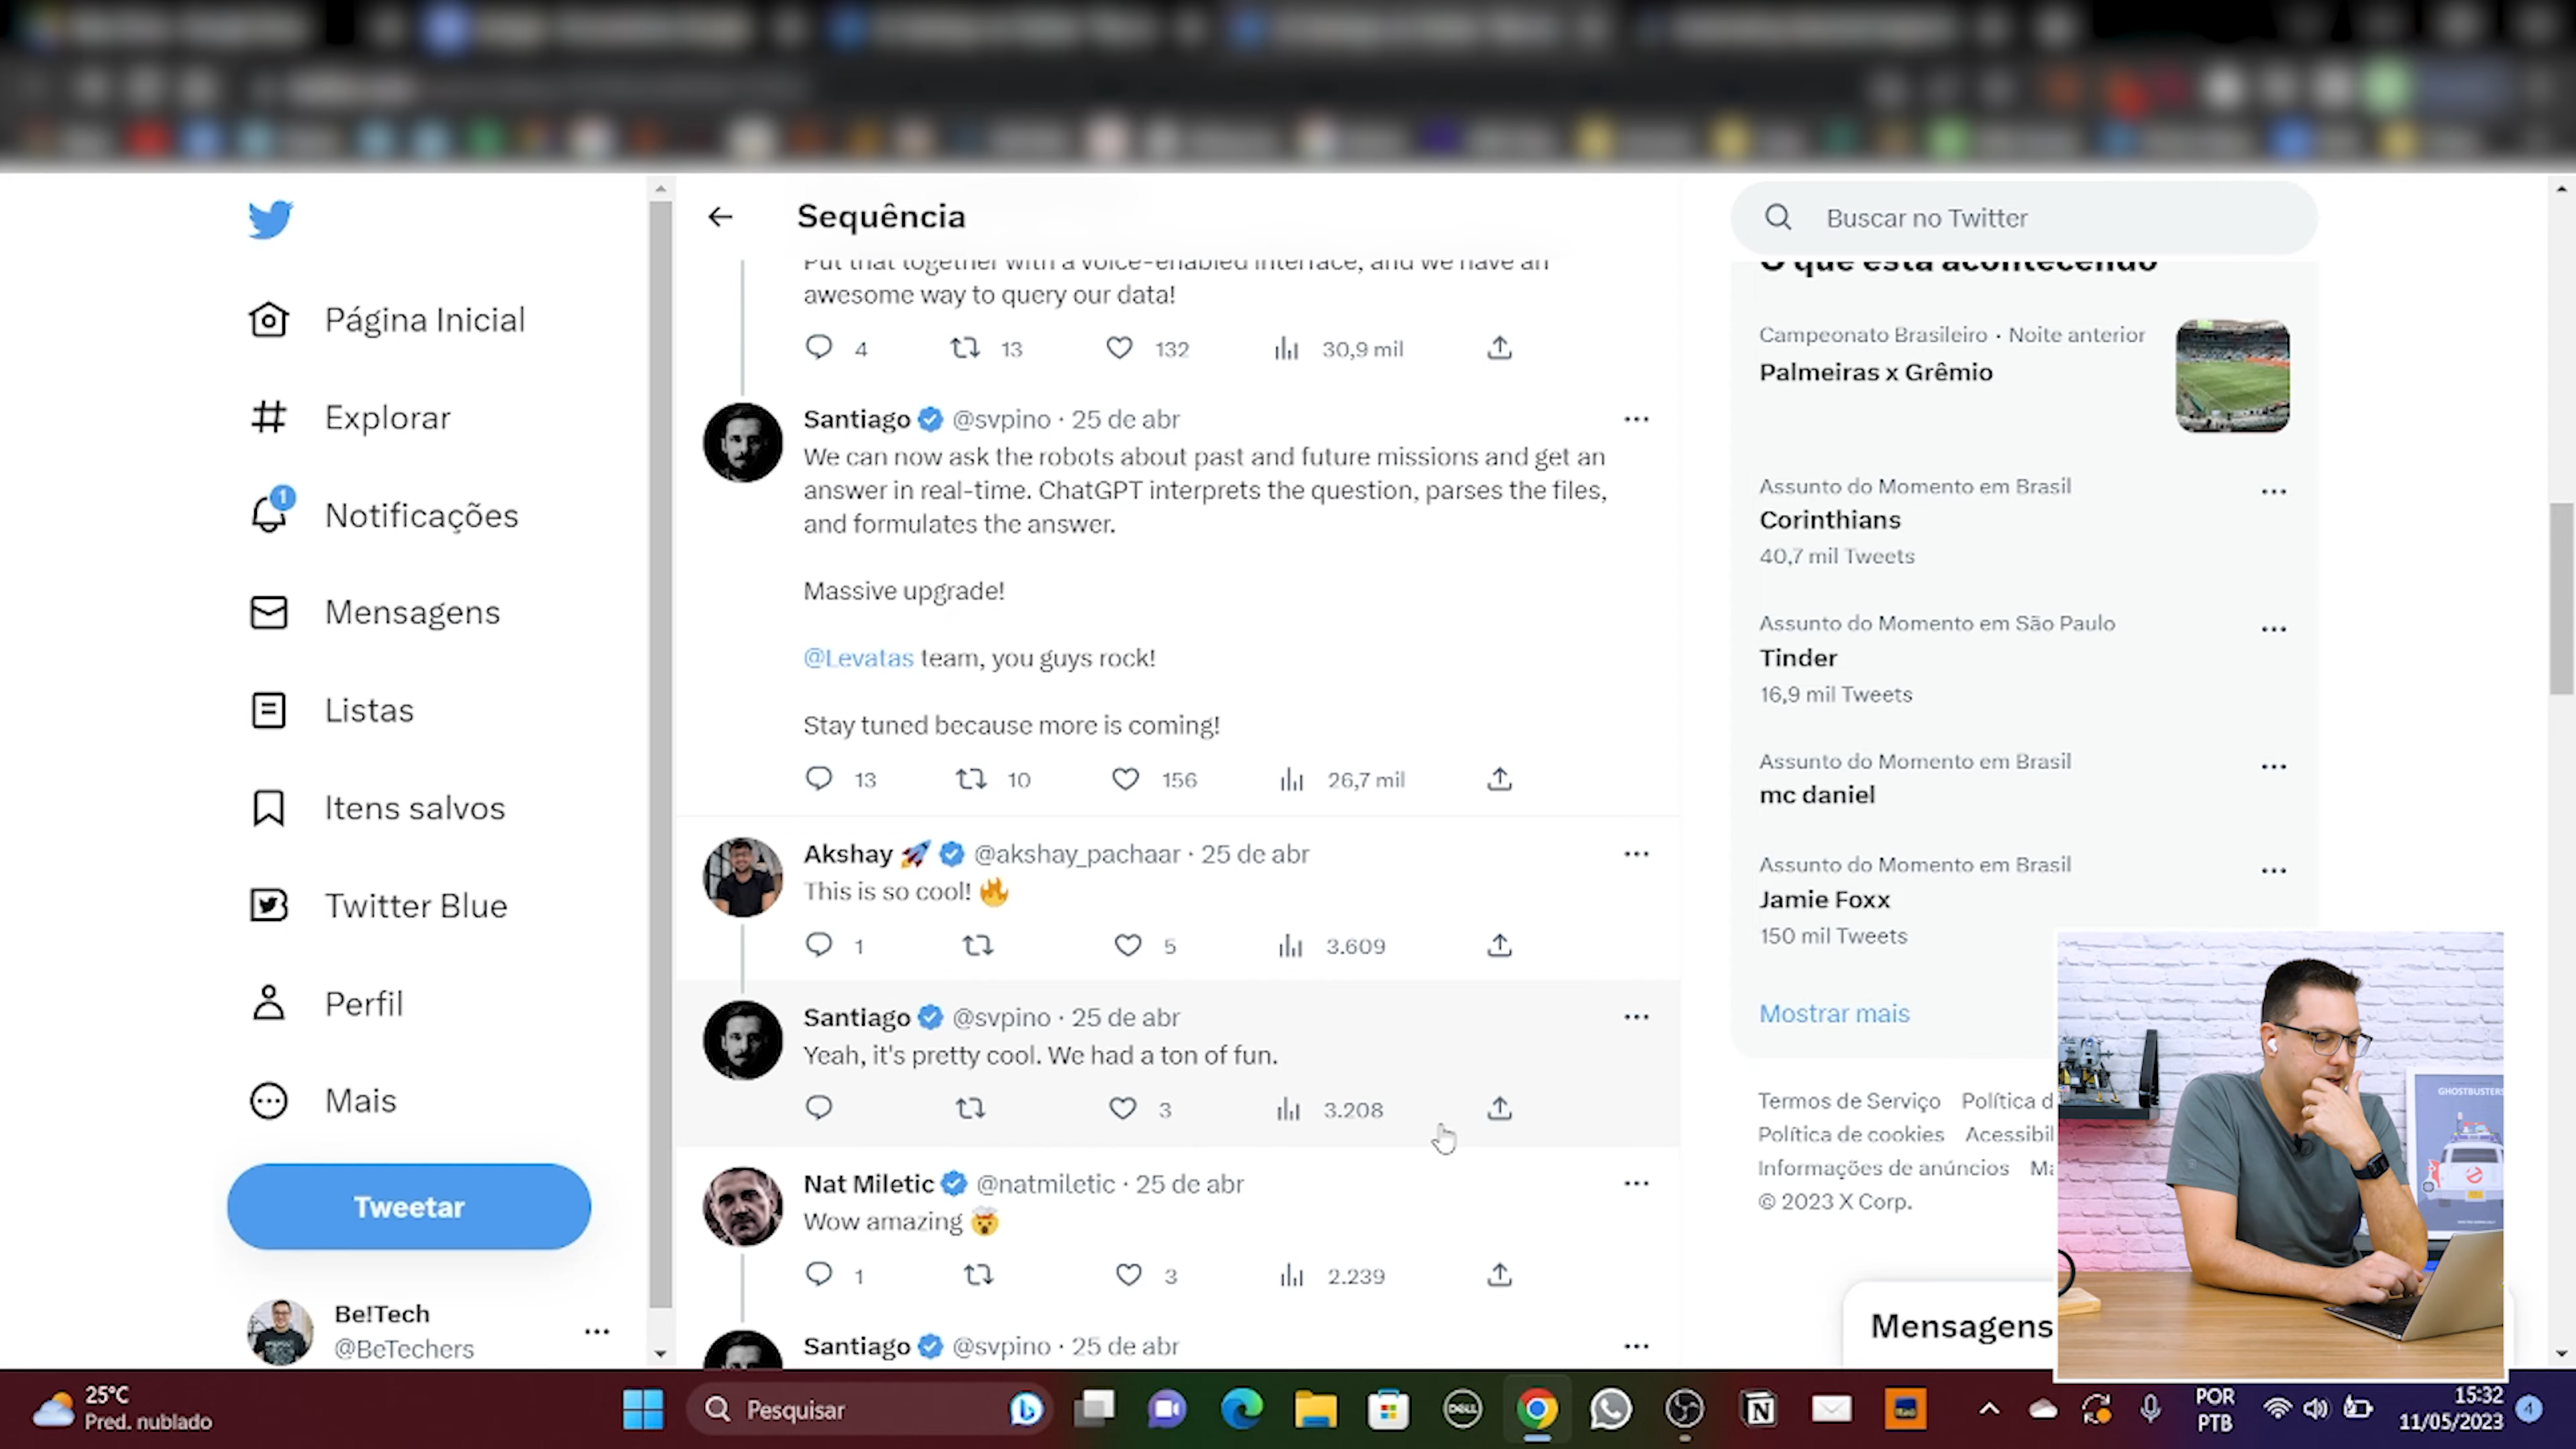 Sequência
Buscar no Twitter
Página Inicial
Explorar
1
Notificações
Mensagens
Listas
Itens salvos
Twitter Blue
Perfil
Mais
Tweetar
Be!Tech
@BeTechers
Put that together with a voice-enabled interface, and we have an
awesome way to query our data!
4 13 132 30,9 mil
Santiago @svpino · 25 de abr
We can now ask the robots about past and future missions and get an
answer in real-time. ChatGPT interprets the question, parses the files,
and formulates the answer.
Massive upgrade!
@Levatas team, you guys rock!
Stay tuned because more is coming!
13 10 156 26,7 mil
Akshay 🚀 @akshay_pachaar · 25 de abr
This is so cool! 🔥
1 5 3.609
Santiago @svpino · 25 de abr
Yeah, it's pretty cool. We had a ton of fun.
3 3.208
Nat Miletic @natmiletic · 25 de abr
Wow amazing 🤯
1 3 2.239
Santiago @svpino · 25 de abr
O que está acontecendo
Campeonato Brasileiro · Noite anterior
Palmeiras x Grêmio
Assunto do Momento em Brasil
Corinthians
40,7 mil Tweets
Assunto do Momento em São Paulo
Tinder
16,9 mil Tweets
Assunto do Momento em Brasil
mc daniel
Assunto do Momento em Brasil
Jamie Foxx
150 mil Tweets
Mostrar mais
Termos de Serviço Política d
Política de cookies Acessibil
Informações de anúncios Ma
© 2023 X Corp.
Mensagens
GHOSTBUSTERS
25°C
Pred. nublado
Pesquisar
DELL
POR
PTB
15:32
11/05/2023
4